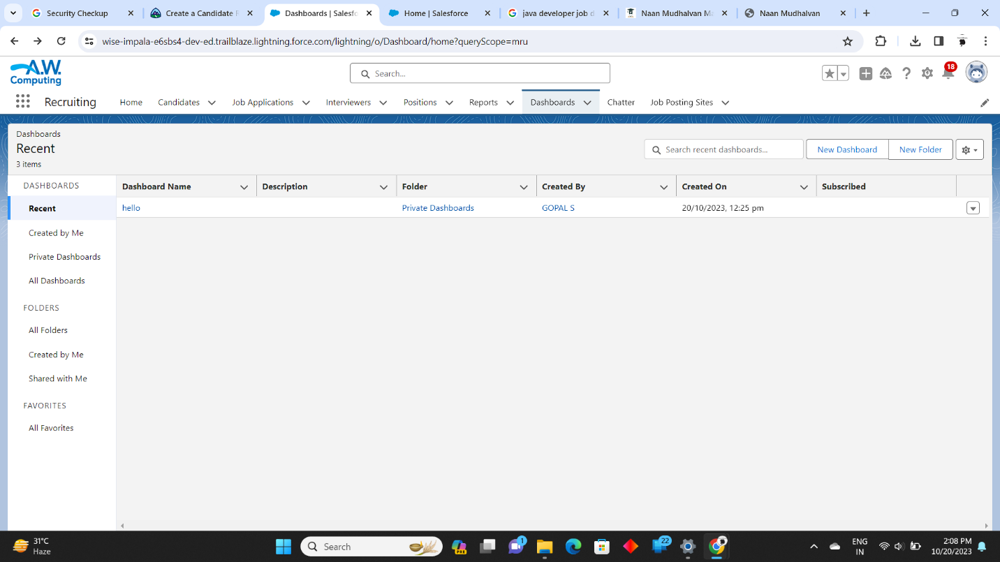 Security Checkup
Create a Candidate R
Dashboards | Salesfo
Home | Salesforce
java developer job d
Naan Mudhalvan Ma
Naan Mudhalvan
wise-impala-e6sbs4-dev-ed.trailblaze.lightning.force.com/lightning/o/Dashboard/home?queryScope=mru
A.W.
Computing
Search...
18
Recruiting
Home
Candidates
Job Applications
Interviewers
Positions
Reports
Dashboards
Chatter
Job Posting Sites
Dashboards
Recent
3 items
Search recent dashboards...
New Dashboard
New Folder
DASHBOARDS
Recent
Created by Me
Private Dashboards
All Dashboards
FOLDERS
All Folders
Created by Me
Shared with Me
FAVORITES
All Favorites
Dashboard Name
Description
Folder
Created By
Created On
Subscribed
hello
Private Dashboards
GOPAL S
20/10/2023, 12:25 pm
31°C
Haze
Search
PRE
1
22
ENG
IN
2:08 PM
10/20/2023